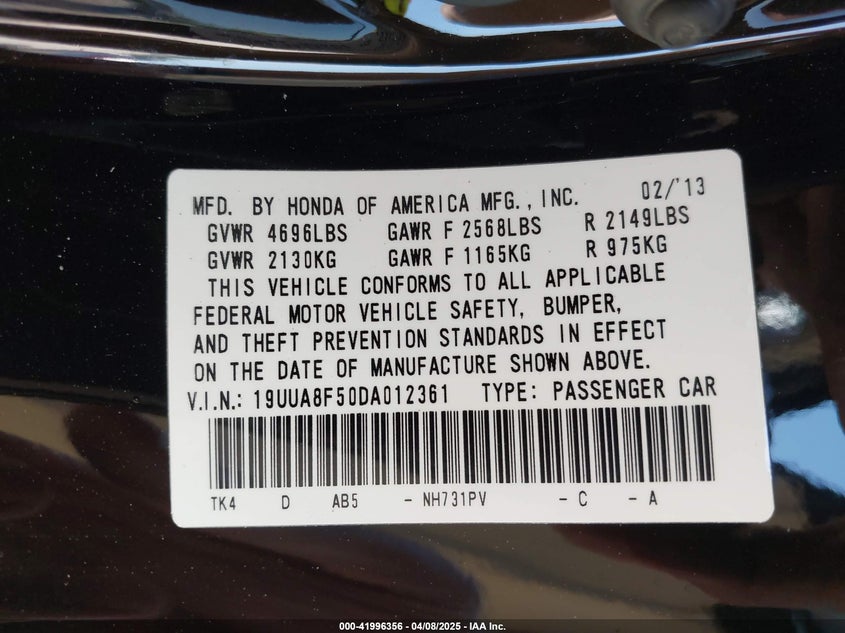 MFD. BY HONDA OF AMERICA MFG., INC. 02/'13
GVWR 4696LBS GAWR F 2568LBS R 2149LBS
GVWR 2130KG GAWR F 1165KG R 975KG
THIS VEHICLE CONFORMS TO ALL APPLICABLE
FEDERAL MOTOR VEHICLE SAFETY, BUMPER,
AND THEFT PREVENTION STANDARDS IN EFFECT
ON THE DATE OF MANUFACTURE SHOWN ABOVE.
V.I.N.: 19UUA8F50DA012361 TYPE: PASSENGER CAR
TK4 D AB5 - NH731PV - C - A
000-41996356 - 04/08/2025 - IAA Inc.